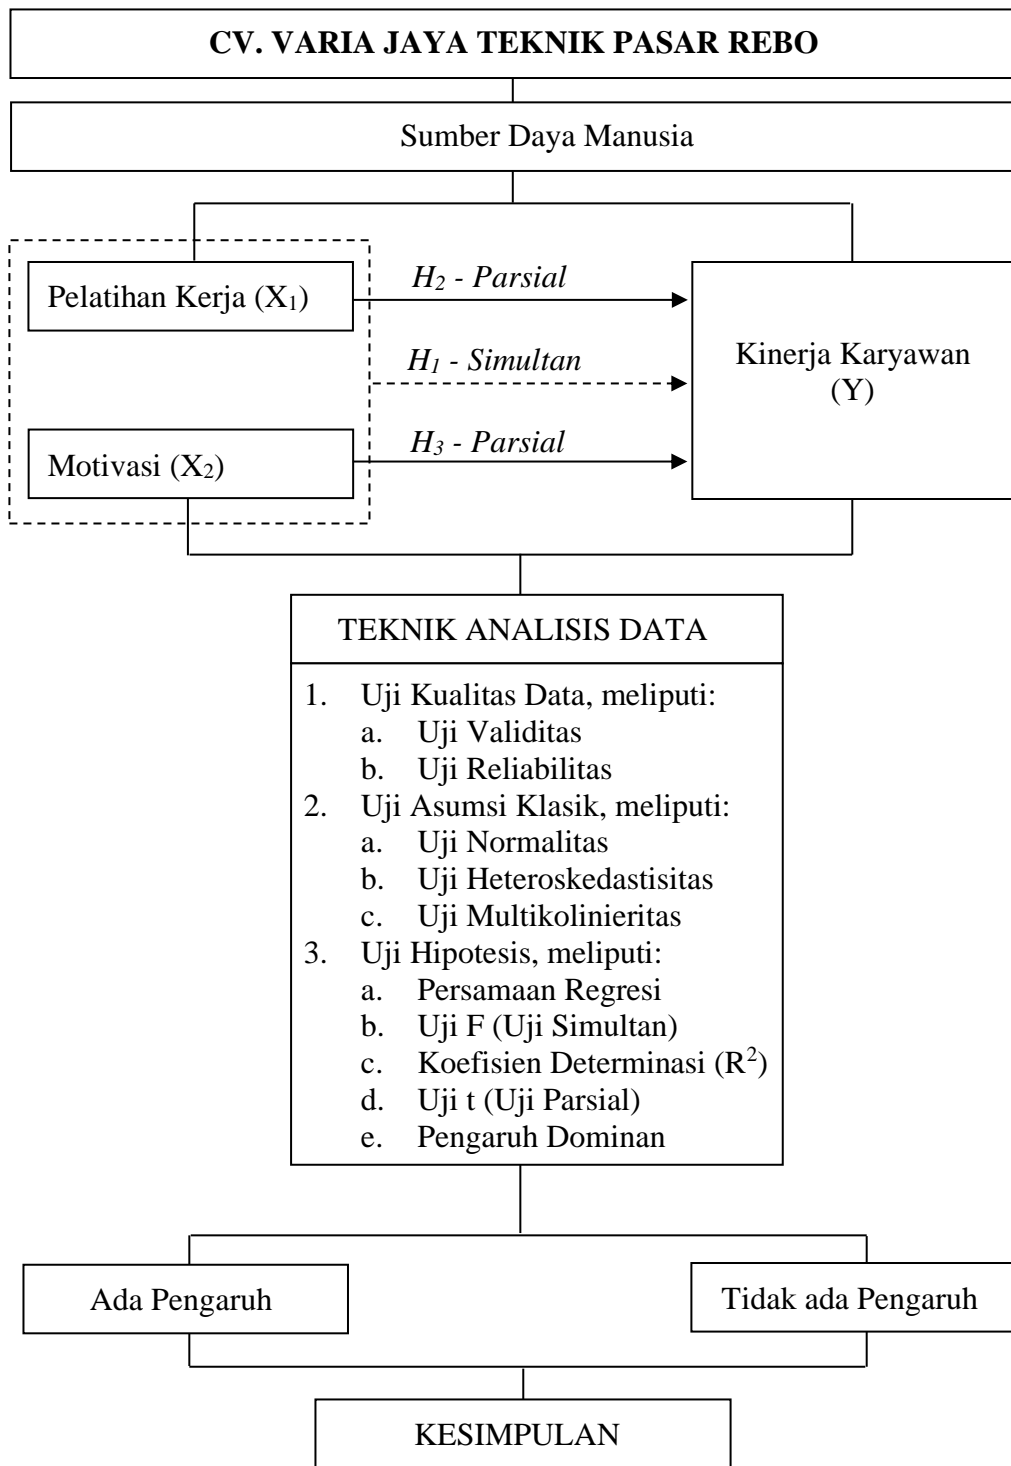 CV. VARIA JAYA TEKNIK PASAR REBO
Sumber Daya Manusia
Pelatihan Kerja (X₁)
H₂ - Parsial
H₁ - Simultan
Kinerja Karyawan
(Y)
Motivasi (X₂)
H₃ - Parsial
TEKNIK ANALISIS DATA
1. Uji Kualitas Data, meliputi:
a. Uji Validitas
b. Uji Reliabilitas
2. Uji Asumsi Klasik, meliputi:
a. Uji Normalitas
b. Uji Heteroskedastisitas
c. Uji Multikolinieritas
3. Uji Hipotesis, meliputi:
a. Persamaan Regresi
b. Uji F (Uji Simultan)
c. Koefisien Determinasi (R²)
d. Uji t (Uji Parsial)
e. Pengaruh Dominan
Ada Pengaruh
Tidak ada Pengaruh
KESIMPULAN